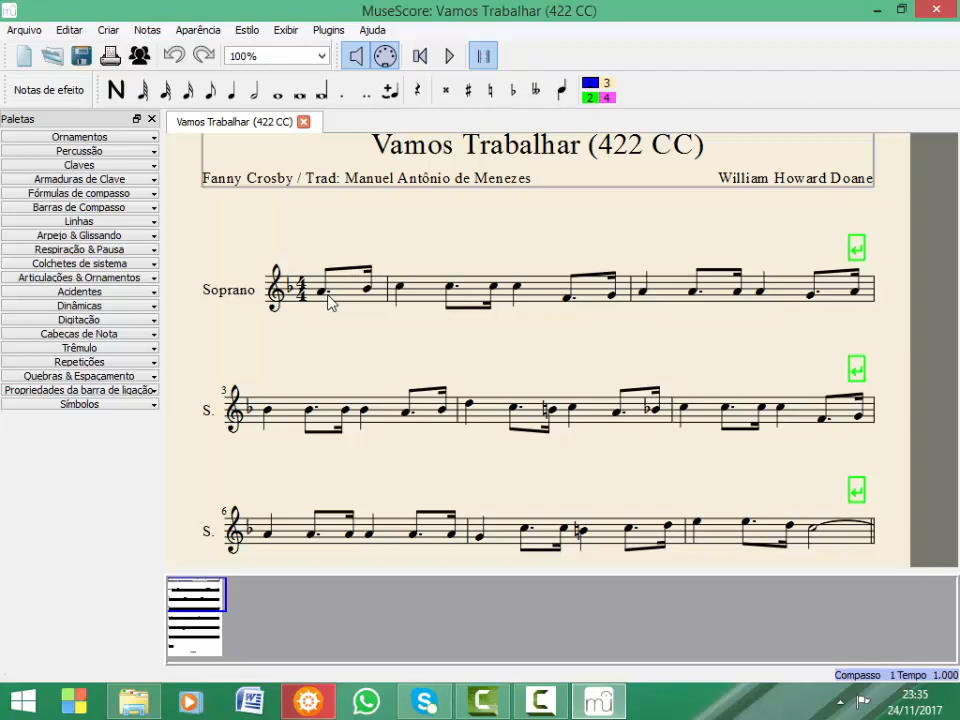 MuseScore: Vamos Trabalhar (422 CC)
Arquivo Editar Criar Notas Aparência Estilo Exibir Plugins Ajuda
100%
Notas de efeito
1 3
2 4
Paletas
Vamos Trabalhar (422 CC)
Ornamentos
Percussão
Claves
Armaduras de Clave
Fórmulas de compasso
Barras de Compasso
Linhas
Arpejo & Glissando
Respiração & Pausa
Colchetes de sistema
Articulações & Ornamentos
Acidentes
Dinâmicas
Digitação
Cabeças de Nota
Trêmulo
Repetições
Quebras & Espaçamento
Propriedades da barra de ligação
Símbolos
Vamos Trabalhar (422 CC)
Fanny Crosby / Trad: Manuel Antônio de Menezes
William Howard Doane
Soprano
3
S.
6
S.
Compasso 1 Tempo 1.000
23:35
24/11/2017